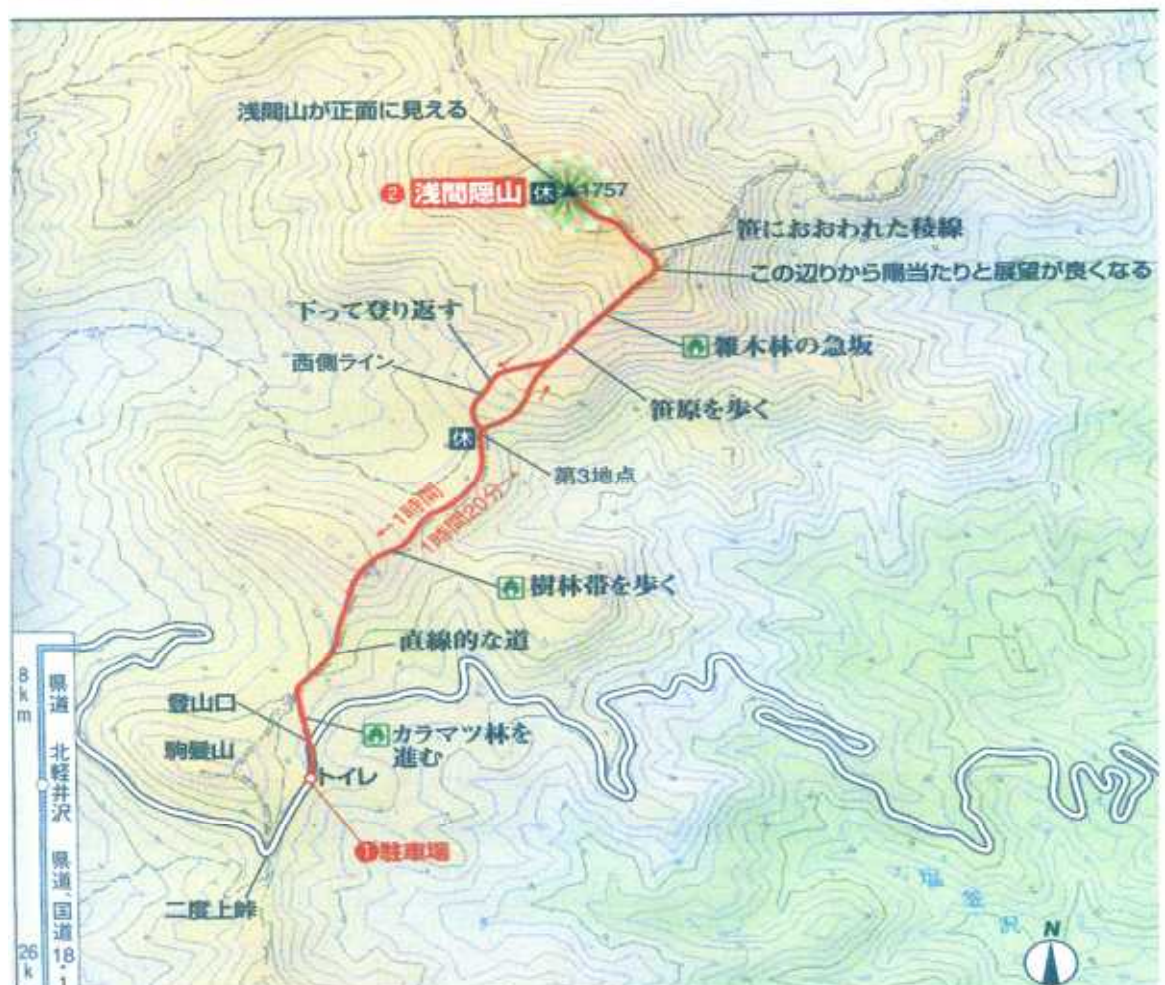 浅間山が正面に見える
② 浅間隠山 休 1757
笹におおわれた稜線
この辺りから陽当たりと展望が良くなる
下って登り返す
雑木林の急坂
西側ライン
笹原を歩く
休
第3地点
←1時間
1時間20分→
樹林帯を歩く
直線的な道
登山口
カラマツ林を
進む
駒髪山
トイレ
①駐車場
二度上峠
8km
県道
北軽井沢
県道、国道18・
26k
塩釜沢
N